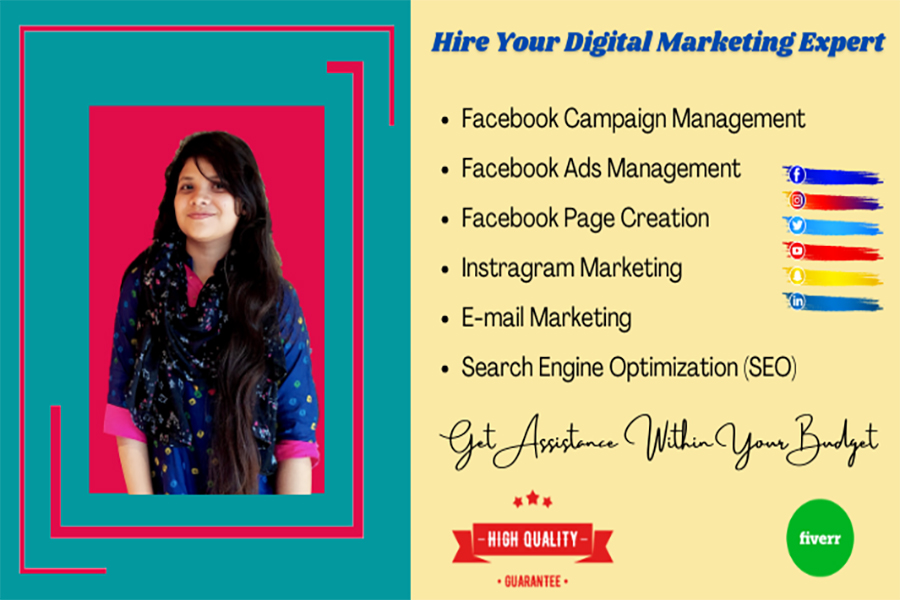 Hire Your Digital Marketing Expert
• Facebook Campaign Management
• Facebook Ads Management
• Facebook Page Creation
• Instragram Marketing
• E-mail Marketing
• Search Engine Optimization (SEO)
Get Assistance Within Your Budget
- HIGH QUALITY -
• GUARANTEE •
fiverr